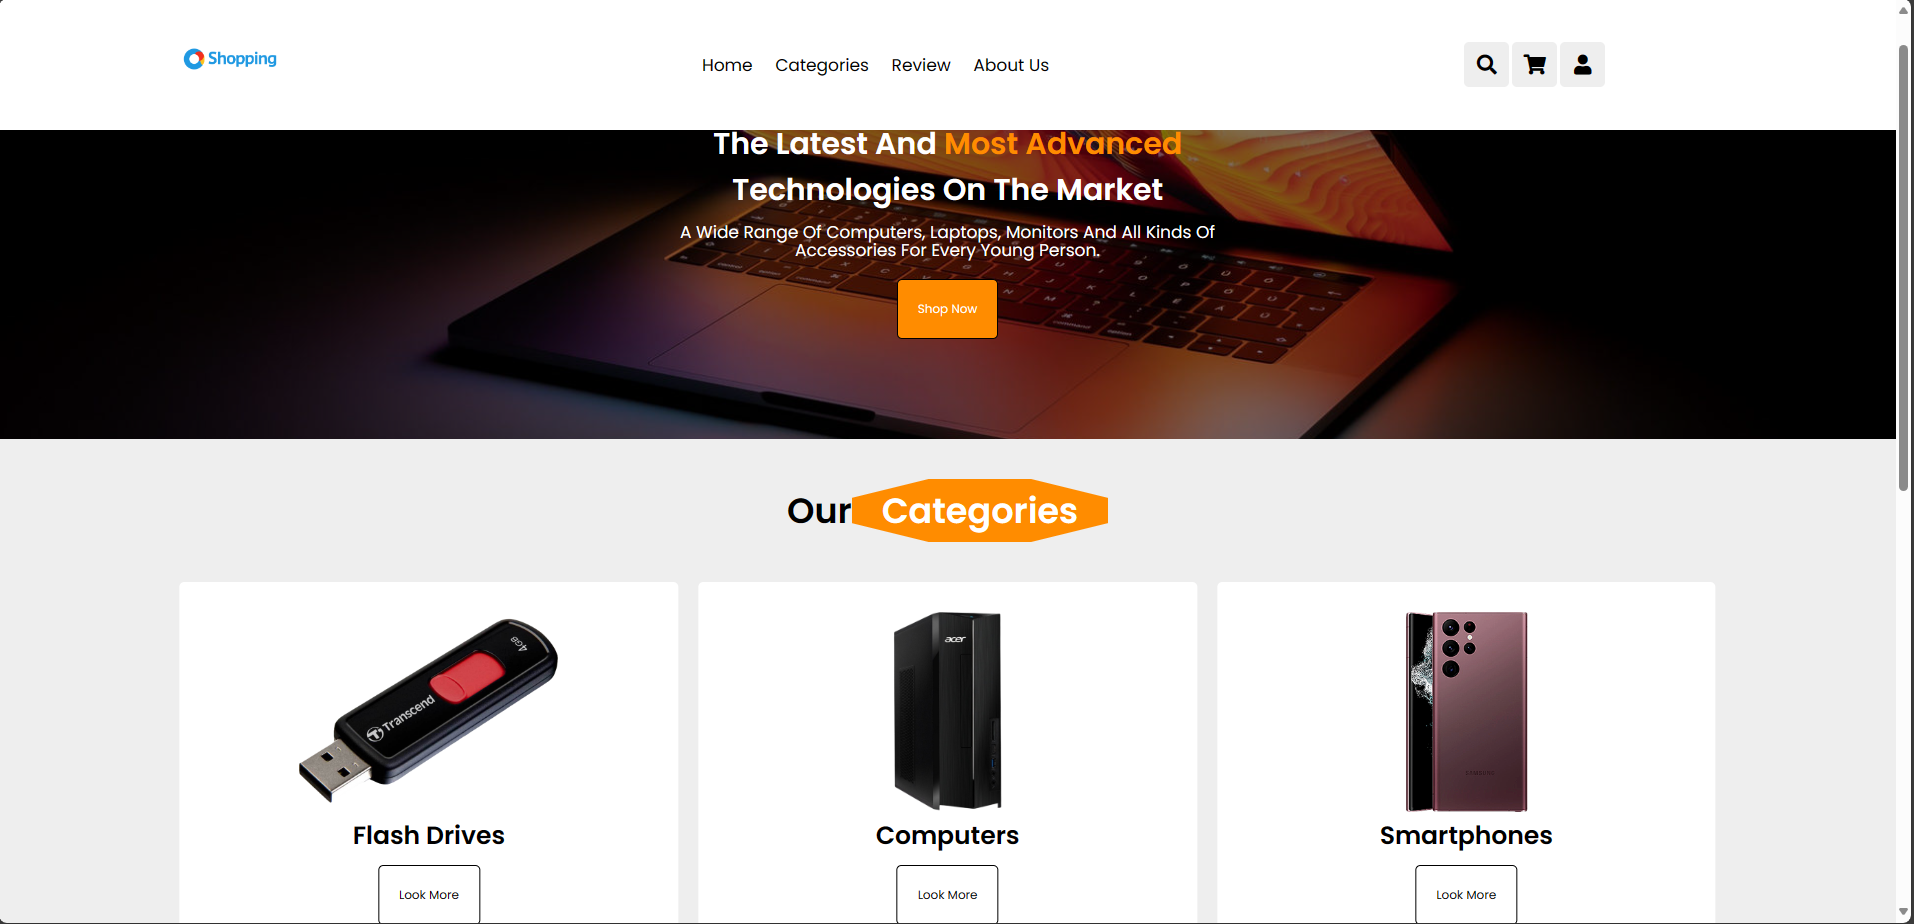 Shopping
Home Categories Review About Us
The Latest And Most Advanced
Technologies On The Market
A Wide Range Of Computers, Laptops, Monitors And All Kinds Of
Accessories For Every Young Person.
Shop Now
Our Categories
4GB
Transcend
acer
SAMSUNG
Flash Drives
Computers
Smartphones
Look More
Look More
Look More